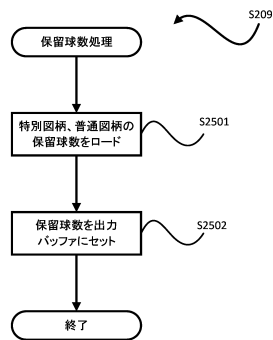 S209
保留球数処理
特別図柄、普通図柄の
保留球数をロード
S2501
保留球数を出力
バッファにセット
S2502
終了